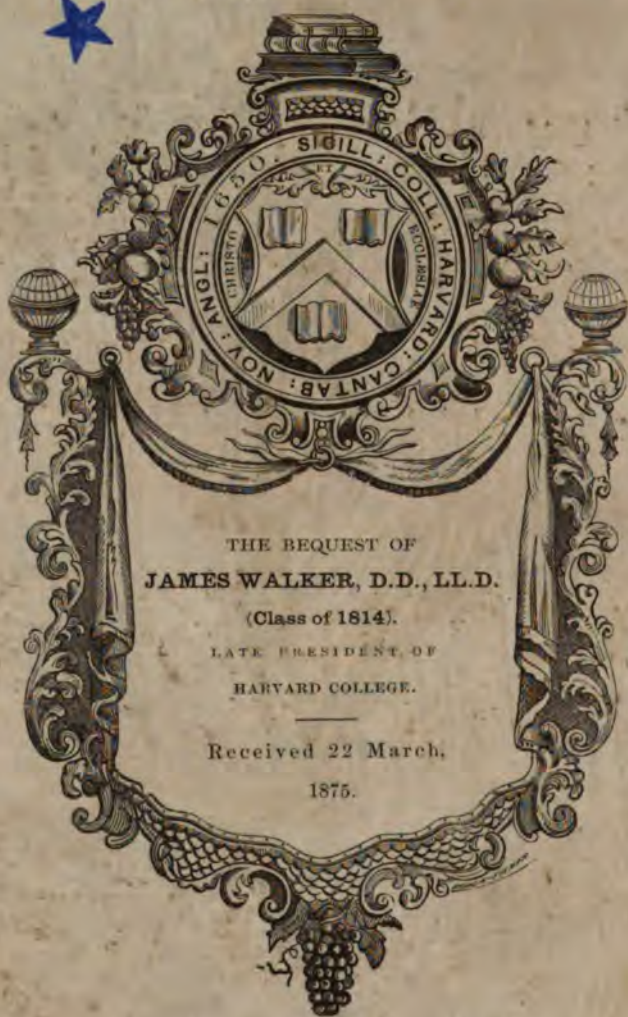 SIGILL: COLL: HARVARD: CANTAB: NOV: ANGL: 1650.
CHRISTO
ET
ECCLESIAE
THE BEQUEST OF
JAMES WALKER, D.D., LL.D.
(Class of 1814).
LATE PRESIDENT OF
HARVARD COLLEGE.
Received 22 March,
1875.